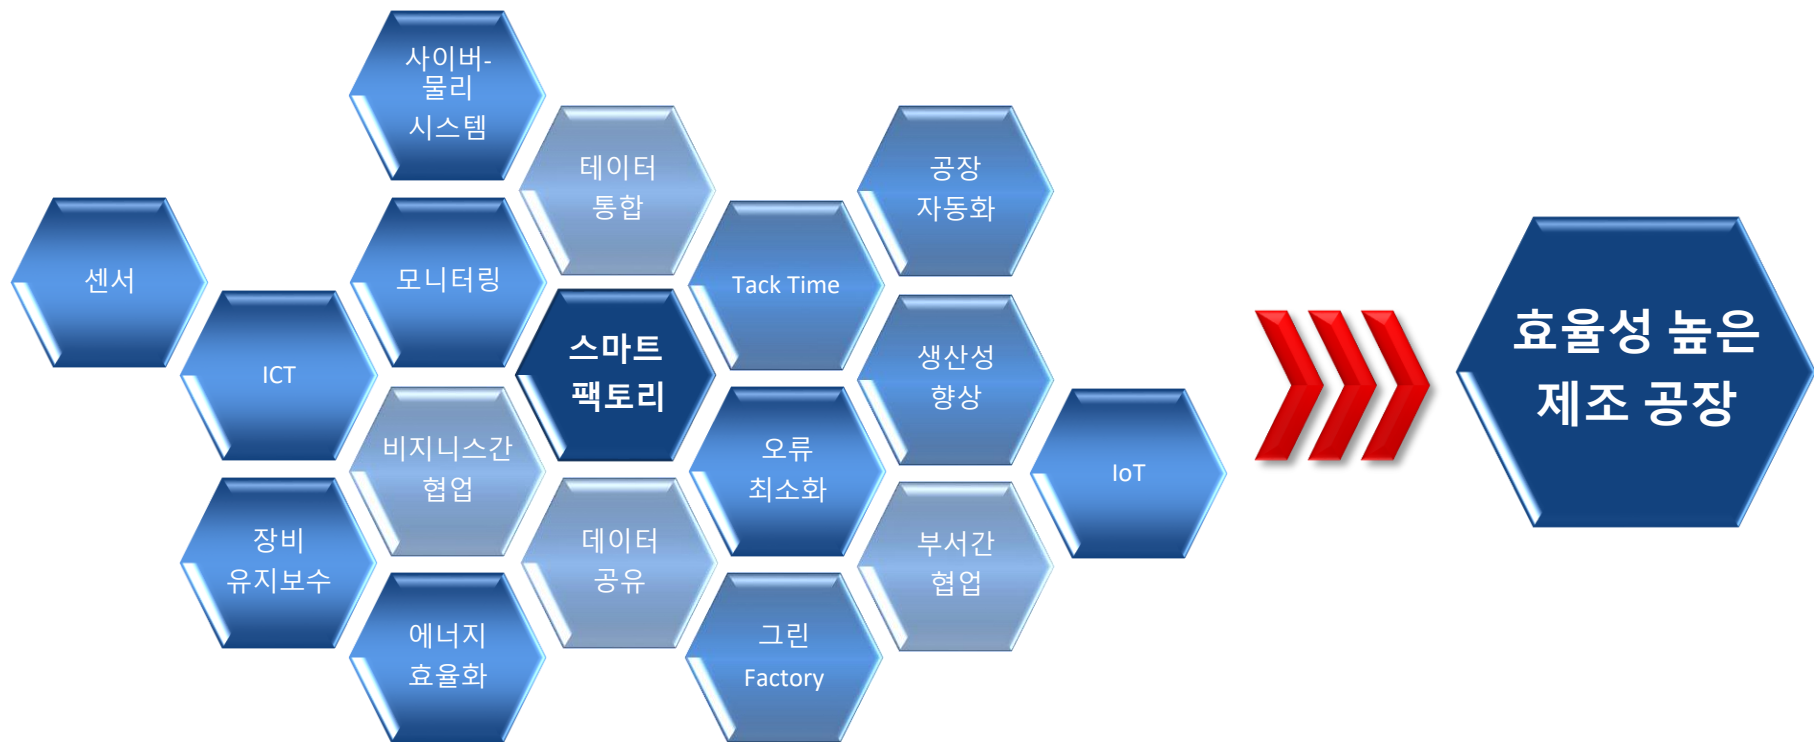 사이버-
물리
시스템
테이터
통합
공장
자동화
센서
모니터링
Tack Time
ICT
스마트
팩토리
생산성
향상
비지니스간
협업
오류
최소화
IoT
장비
유지보수
데이터
공유
부서간
협업
에너지
효율화
그린
Factory
효율성 높은
제조 공장